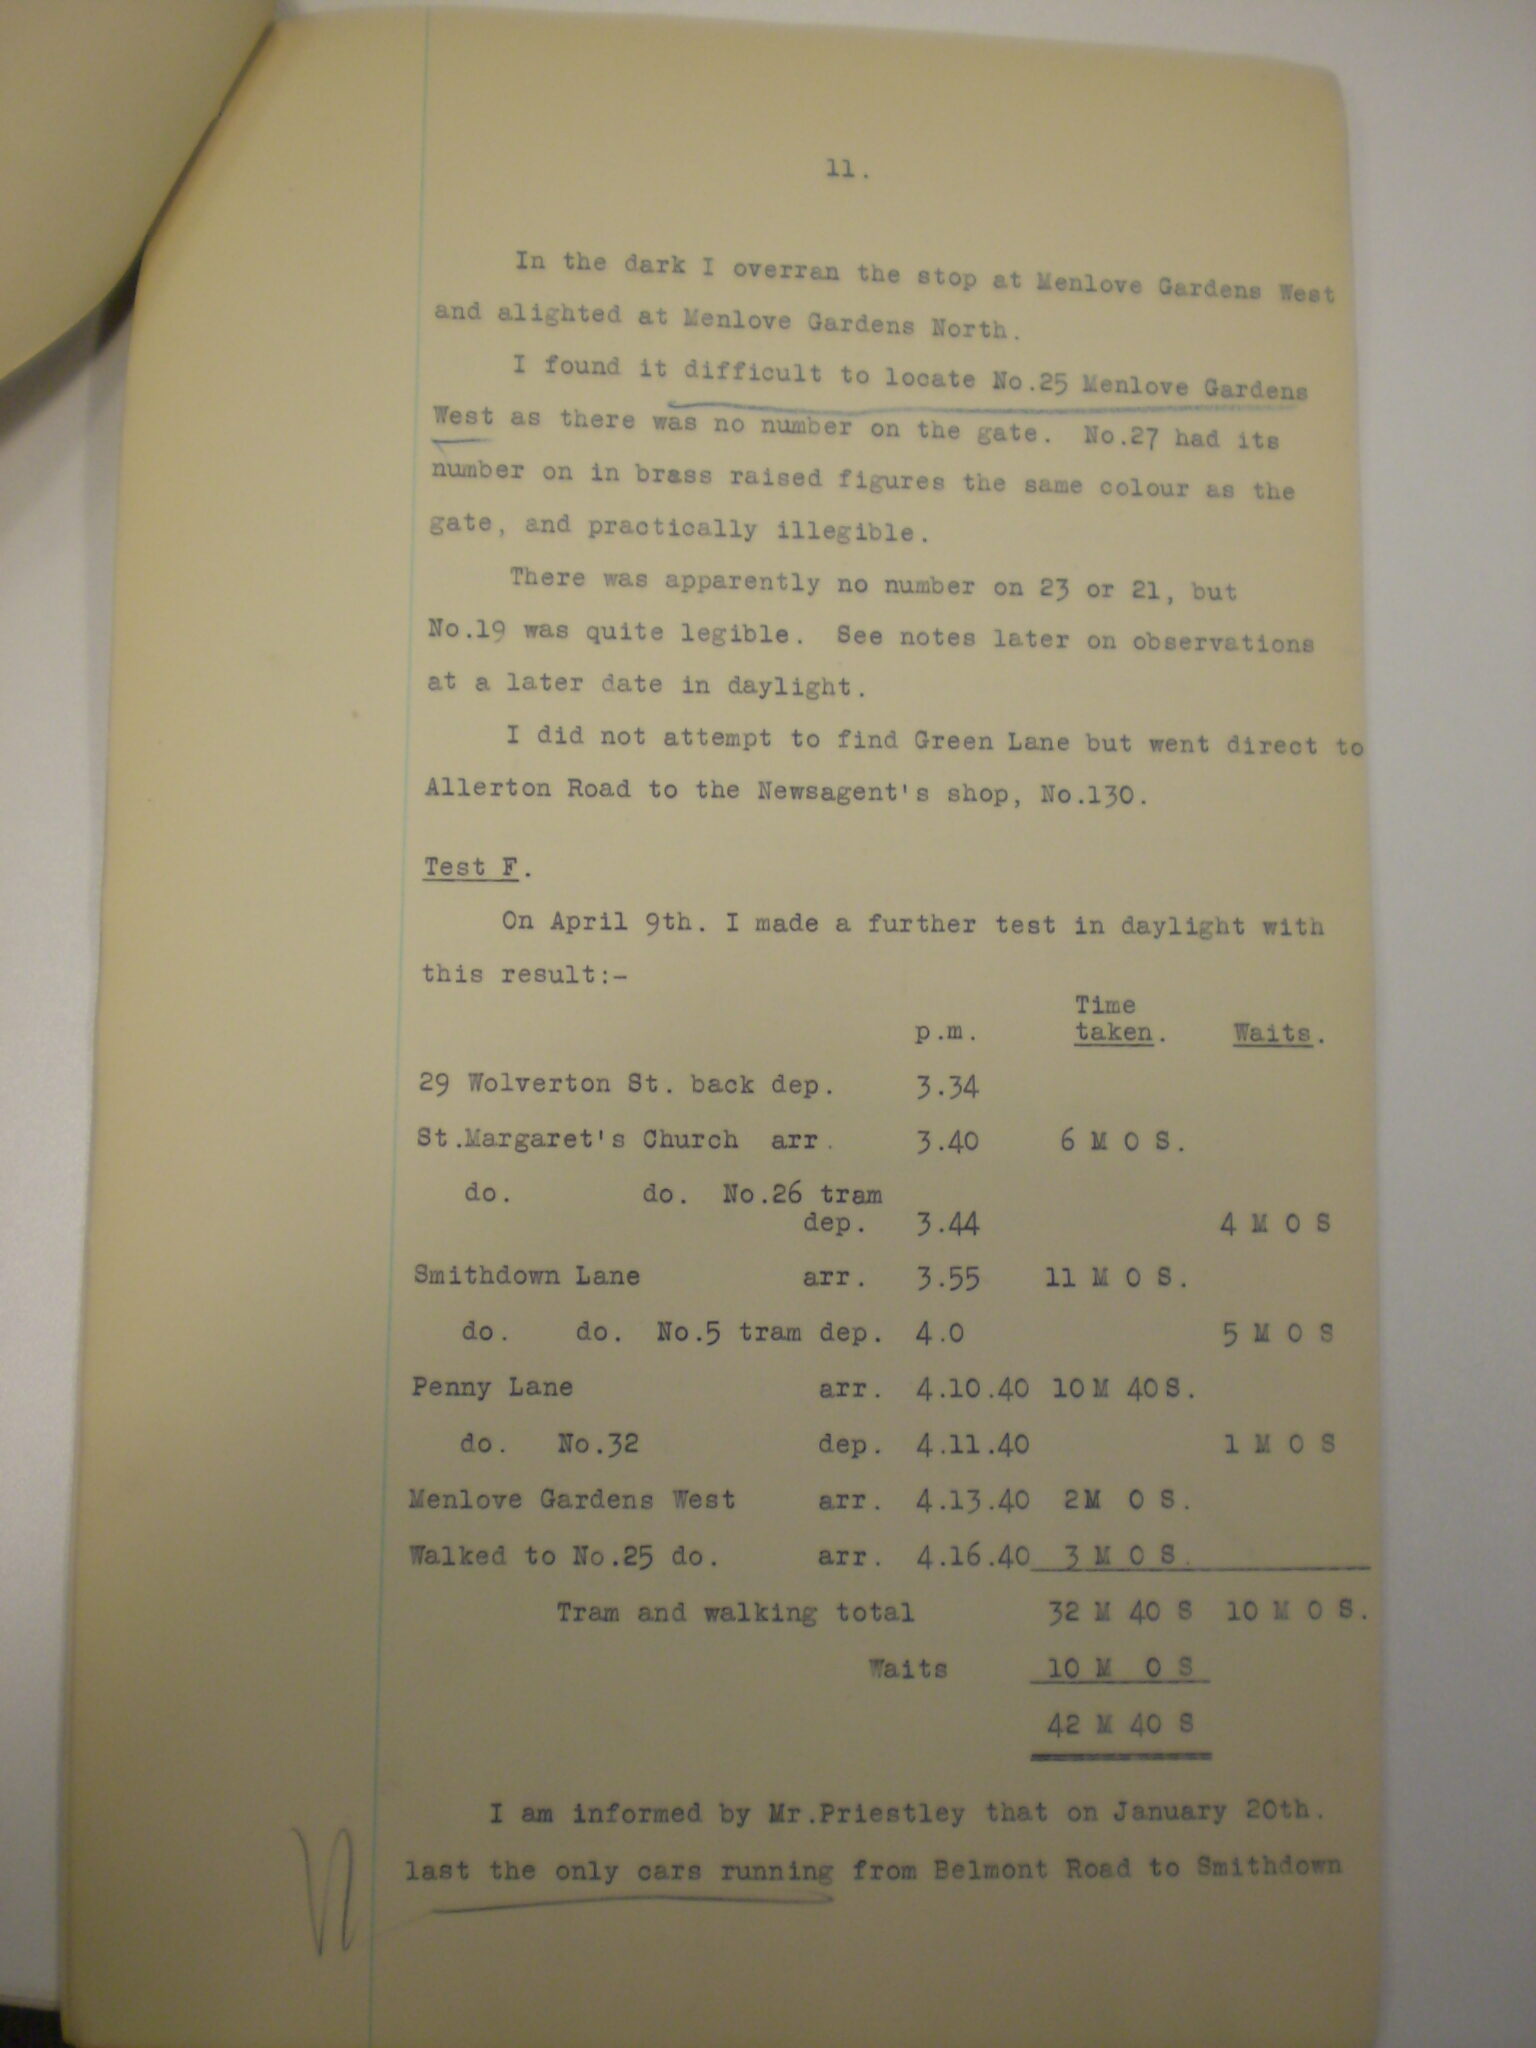 11.
In the dark I overran the stop at Menlove Gardens West
and alighted at Menlove Gardens North.
I found it difficult to locate No.25 Menlove Gardens
West as there was no number on the gate. No.27 had its
number on in brass raised figures the same colour as the
gate, and practically illegible.
There was apparently no number on 23 or 21, but
No.19 was quite legible. See notes later on observations
at a later date in daylight.
I did not attempt to find Green Lane but went direct to
Allerton Road to the Newsagent's shop, No.130.
Test F.
On April 9th. I made a further test in daylight with
this result:-
Time
p.m. taken. Waits.
29 Wolverton St. back dep. 3.34
St.Margaret's Church arr. 3.40 6 M O S.
do. do. No.26 tram
dep. 3.44 4 M O S
Smithdown Lane arr. 3.55 11 M O S.
do. do. No.5 tram dep. 4.0 5 M O S
Penny Lane arr. 4.10.40 10 M 40 S.
do. No.32 dep. 4.11.40 1 M O S
Menlove Gardens West arr. 4.13.40 2M O S.
Walked to No.25 do. arr. 4.16.40 3 M O S.
Tram and walking total 32 M 40 S 10 M O S.
Waits 10 M O S
42 M 40 S
I am informed by Mr.Priestley that on January 20th.
last the only cars running from Belmont Road to Smithdown